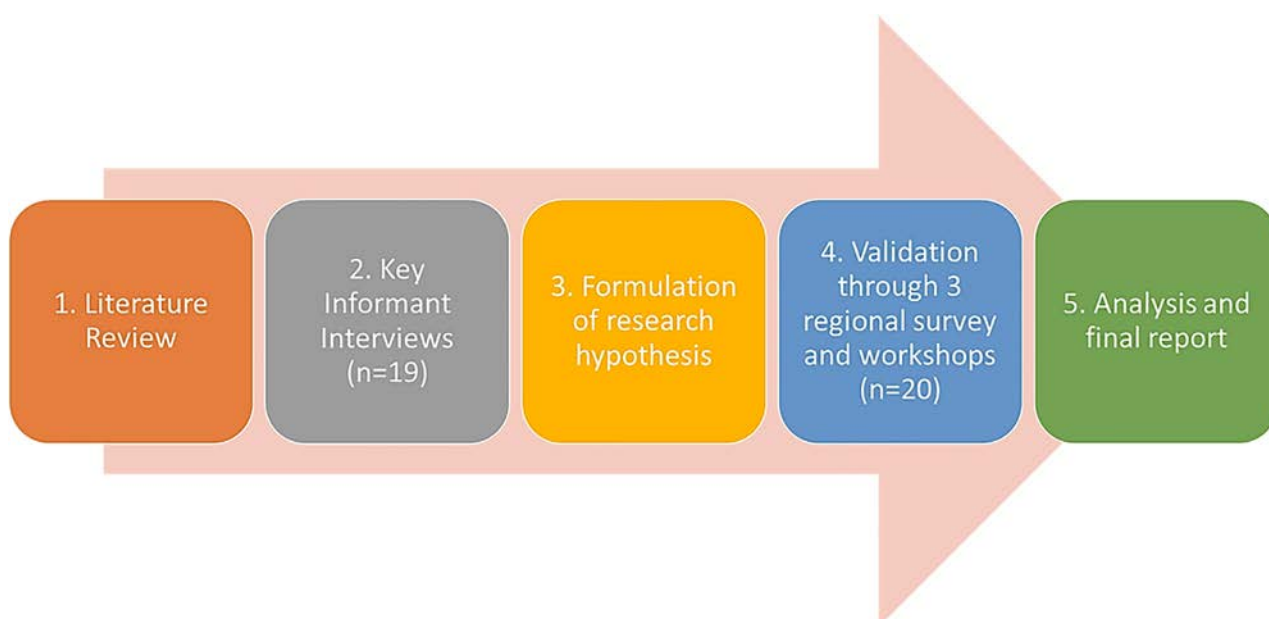 1. Literature
Review
2. Key
Informant
Interviews
(n=19)
3. Formulation
of research
hypothesis
4. Validation
through 3
regional survey
and workshops
(n=20)
5. Analysis and
final report